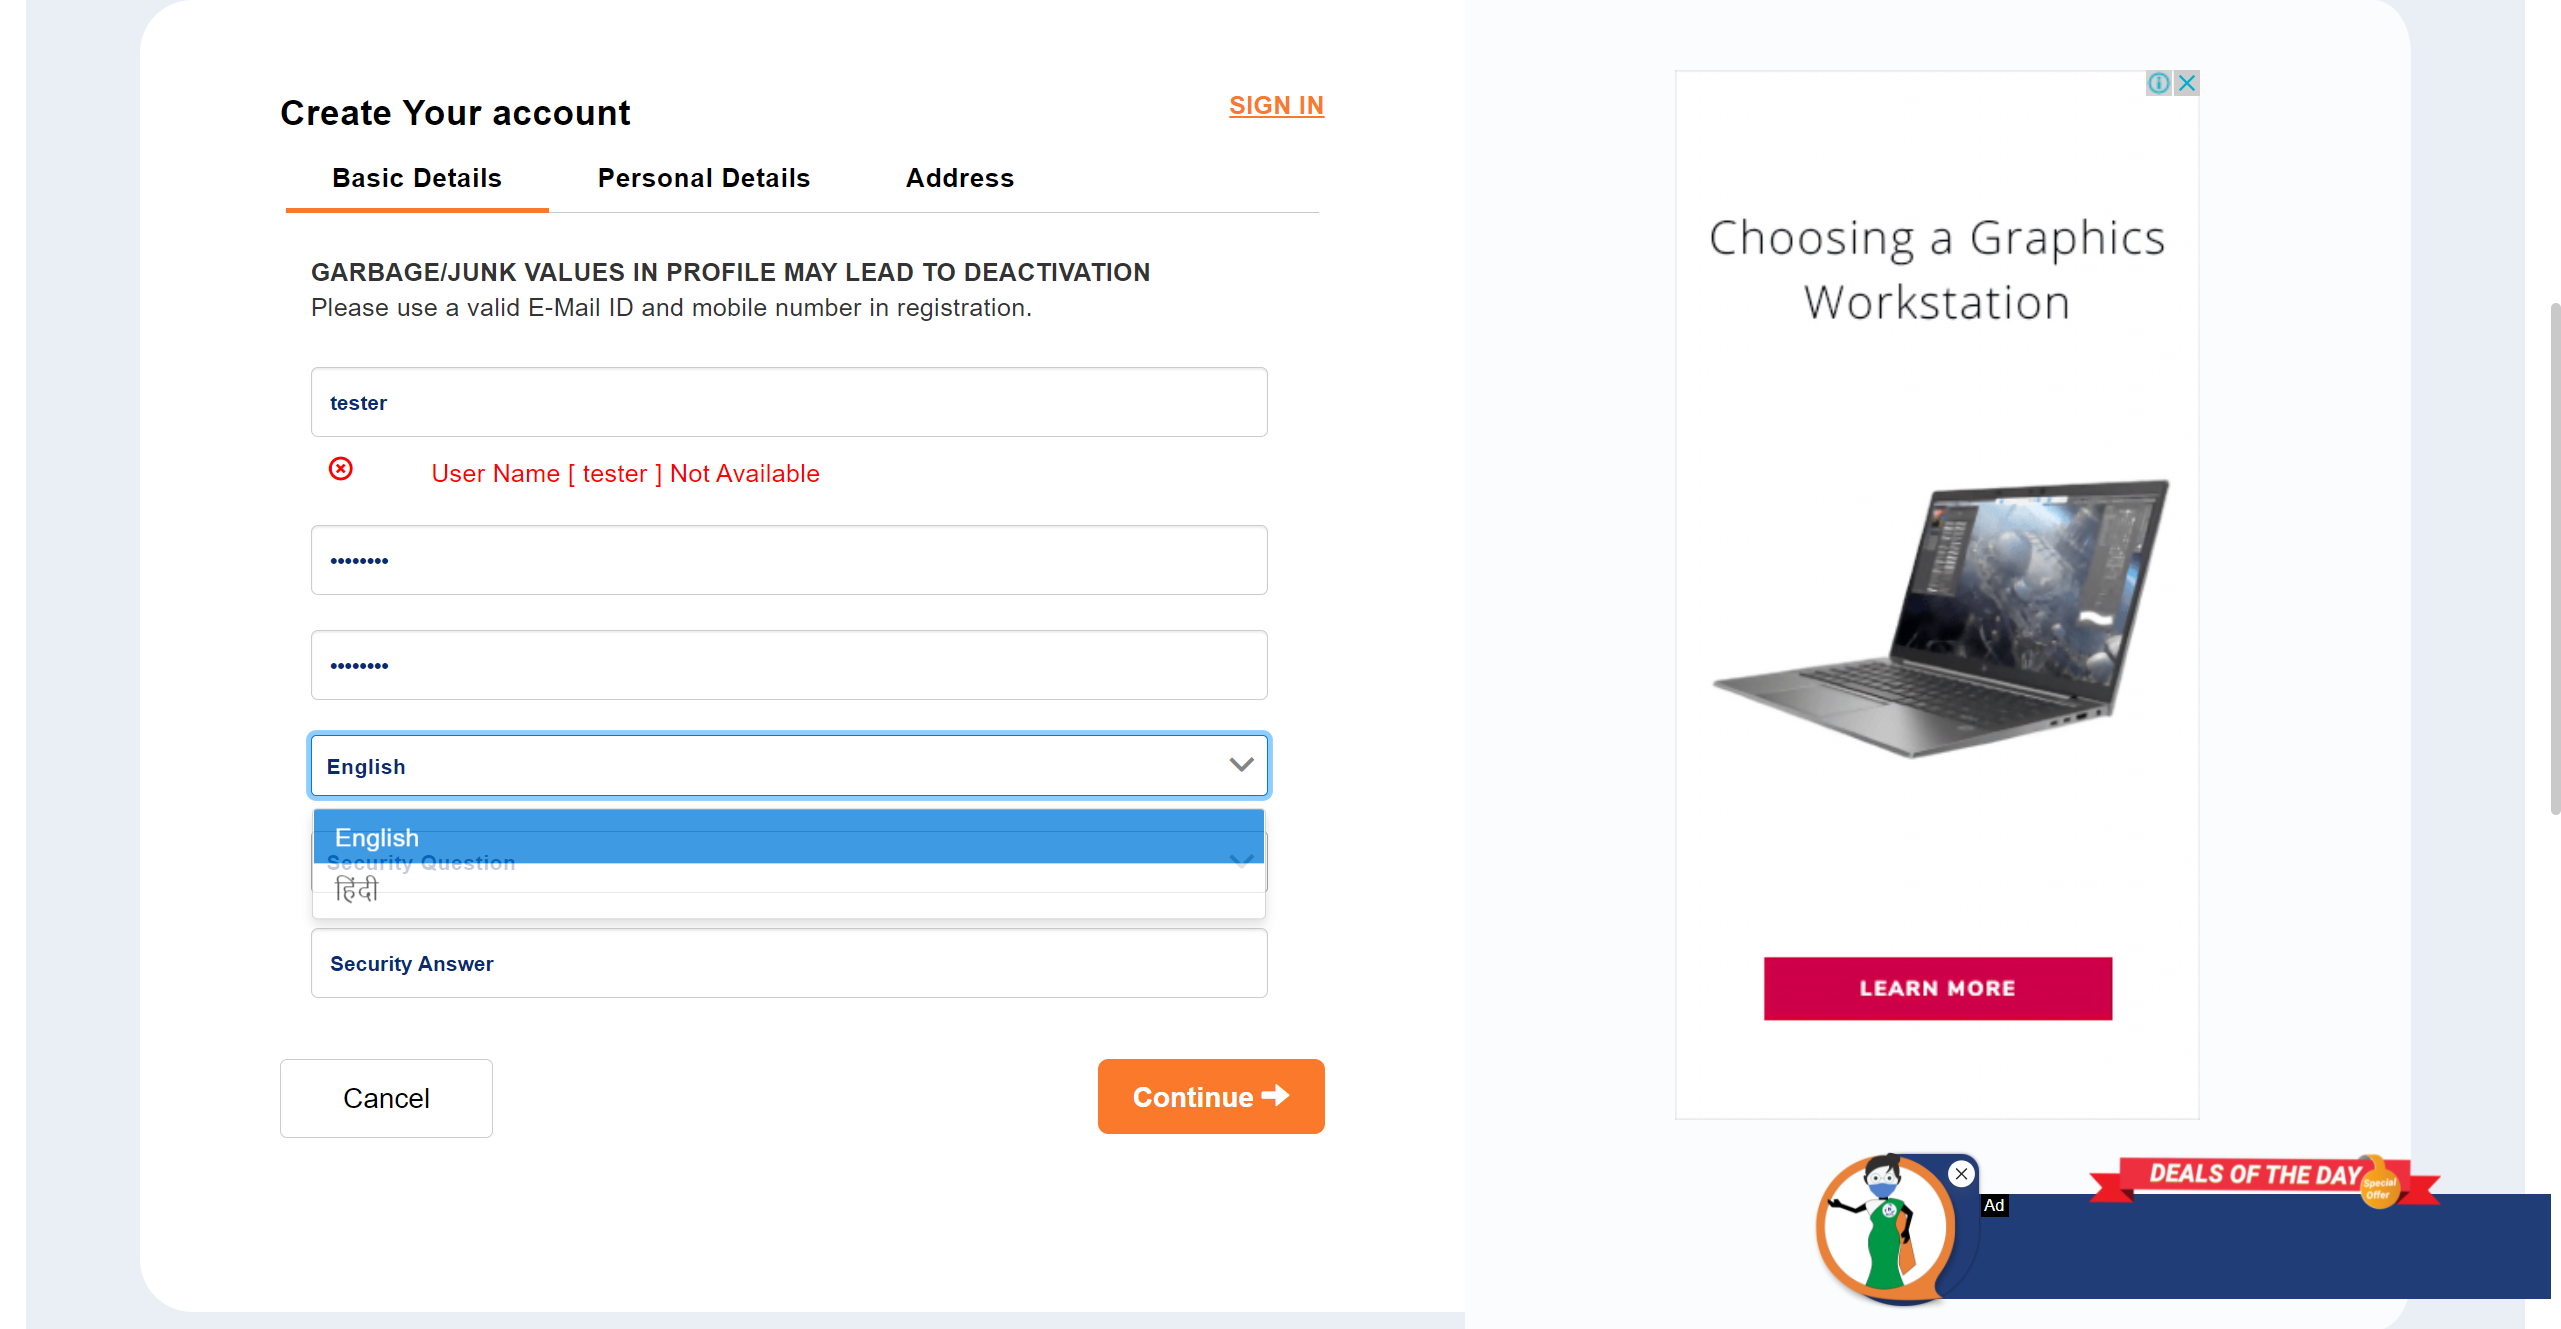 Create Your account
SIGN IN
Basic Details
Personal Details
Address
GARBAGE/JUNK VALUES IN PROFILE MAY LEAD TO DEACTIVATION
Please use a valid E-Mail ID and mobile number in registration.
tester
User Name [ tester ] Not Available
••••••••
••••••••
English
English
Security Question
हिंदी
Security Answer
Cancel
Continue
Choosing a Graphics
Workstation
LEARN MORE
DEALS OF THE DAY
Special
Offer
Ad